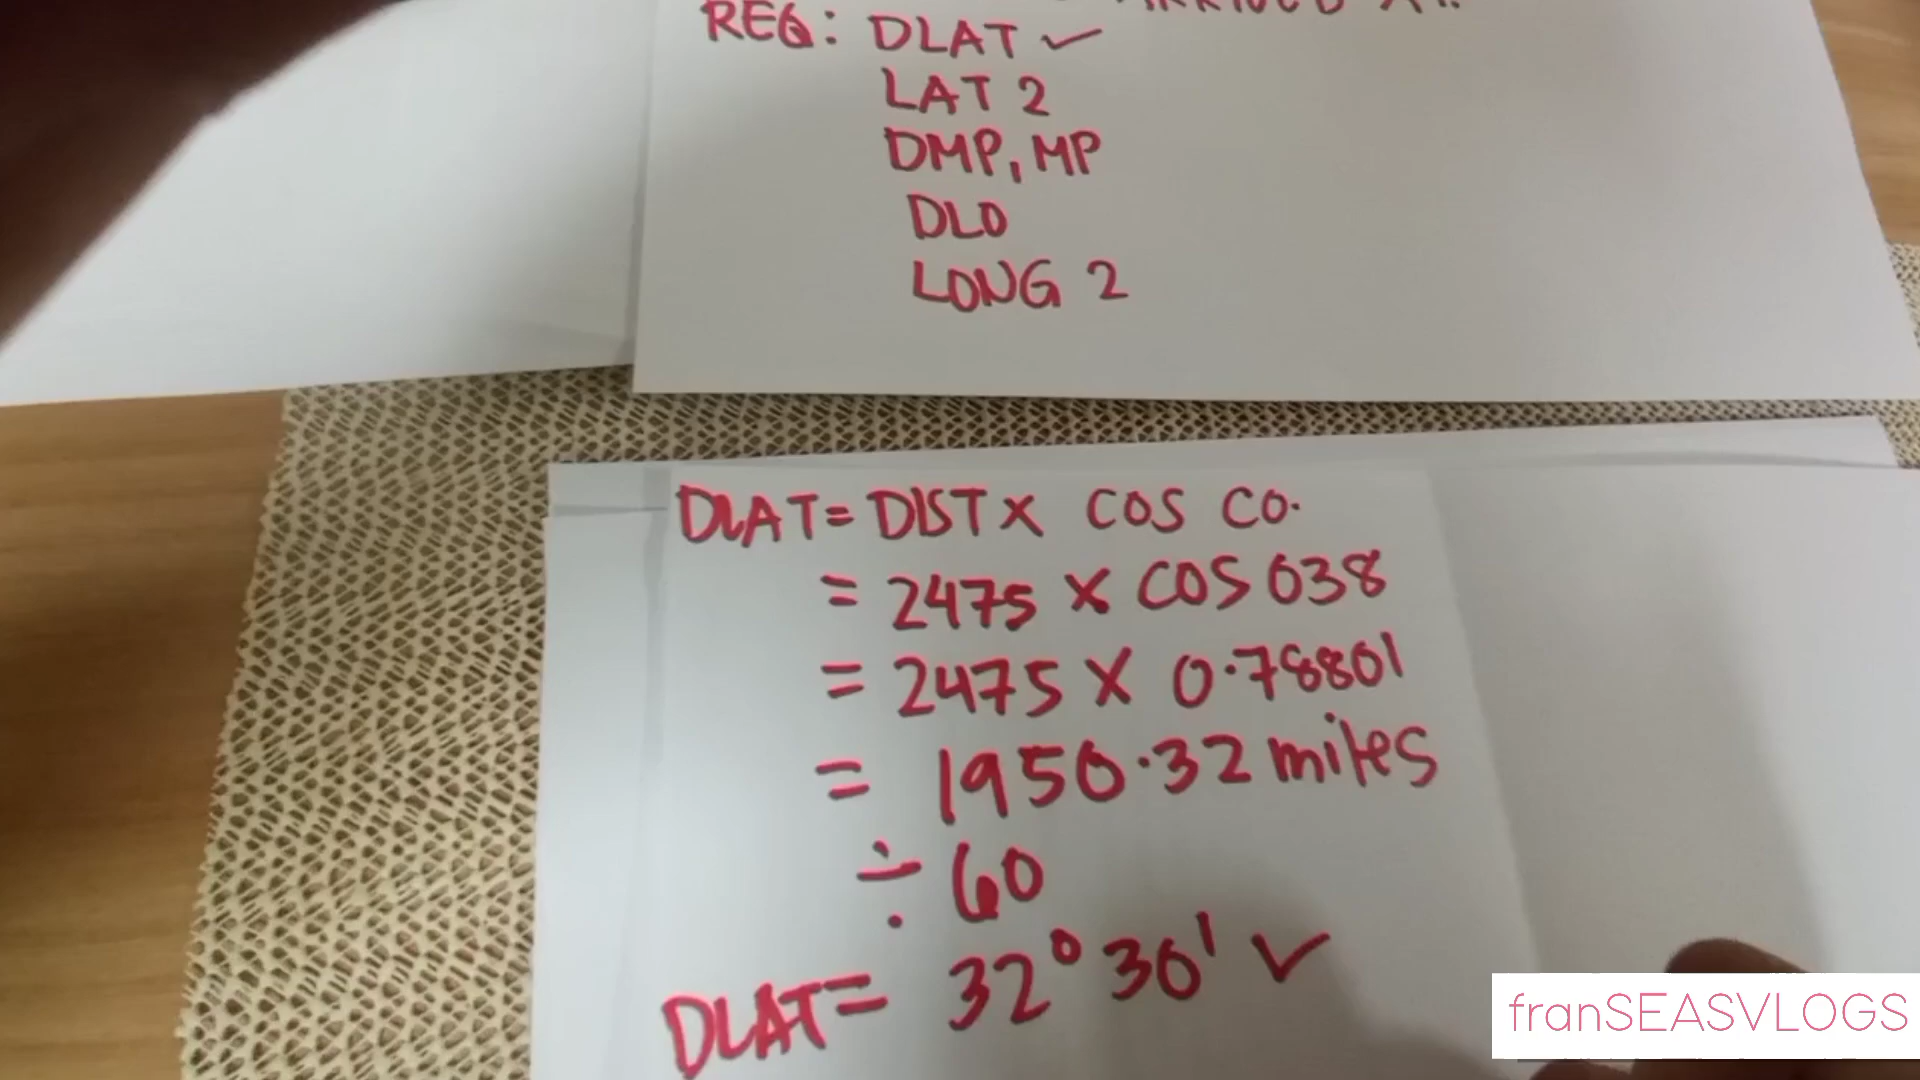 REQ: DLAT ✓
LAT 2
DMP, MP
DLO
LONG 2
DLAT = DIST X COS CO.
= 2475 X COS 038
= 2475 X 0.78801
= 1950.32 miles
÷ 60
DLAT = 32° 30' ✓
franSEASVLOGS